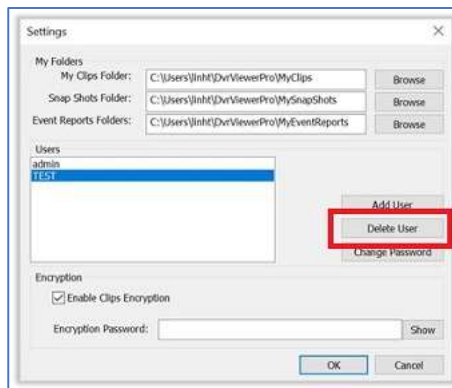 Settings
My Folders
My Clips Folder: C:\Users\linht\DvrViewerPro\MyClips Browse
Snap Shots Folder: C:\Users\linht\DvrViewerPro\MySnapShots Browse
Event Reports Folders: C:\Users\linht\DvrViewerPro\MyEventReports Browse
Users
admin
TEST
Add User
Delete User
Change Password
Encryption
Enable Clips Encryption
Encryption Password: Show
OK Cancel